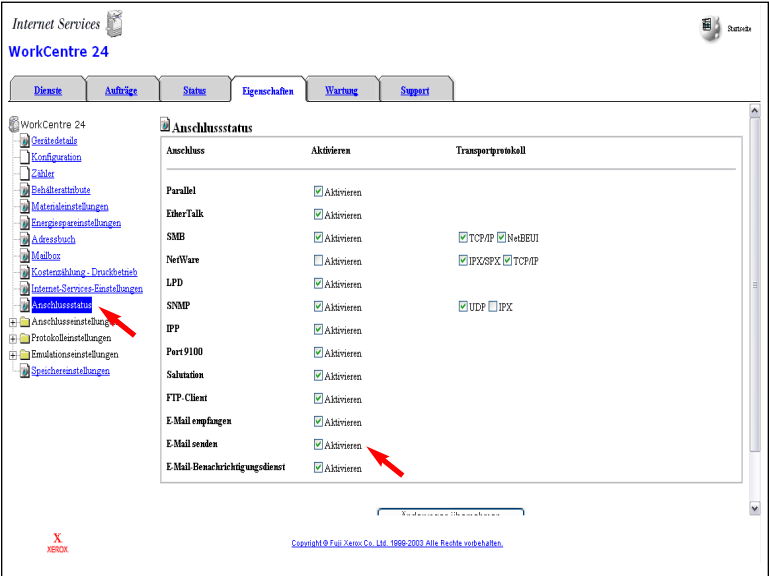 Internet Services
Startseite
WorkCentre 24
Dienste Aufträge Status Eigenschaften Wartung Support
WorkCentre 24
Gerätedetails
Konfiguration
Zähler
Behälterattribute
Materialeinstellungen
Energiespareinstellungen
Adressbuch
Mailbox
Kostenzählung - Druckbetrieb
Internet-Services-Einstellungen
Anschlussstatus
Anschlusseinstellung
Protokolleinstellungen
Emulationseinstellungen
Speichereinstellungen
Anschlussstatus
Anschluss Aktivieren Transportprotokoll
Parallel Aktivieren
EtherTalk Aktivieren
SMB Aktivieren TCP/IP NetBEUI
NetWare Aktivieren IPX/SPX TCP/IP
LPD Aktivieren
SNMP Aktivieren UDP IPX
IPP Aktivieren
Port 9100 Aktivieren
Salutation Aktivieren
FTP-Client Aktivieren
E-Mail empfangen Aktivieren
E-Mail senden Aktivieren
E-Mail-Benachrichtigungsdienst Aktivieren
X
XEROX
Copyright © Fuji Xerox Co. Ltd. 1999-2003 Alle Rechte vorbehalten.